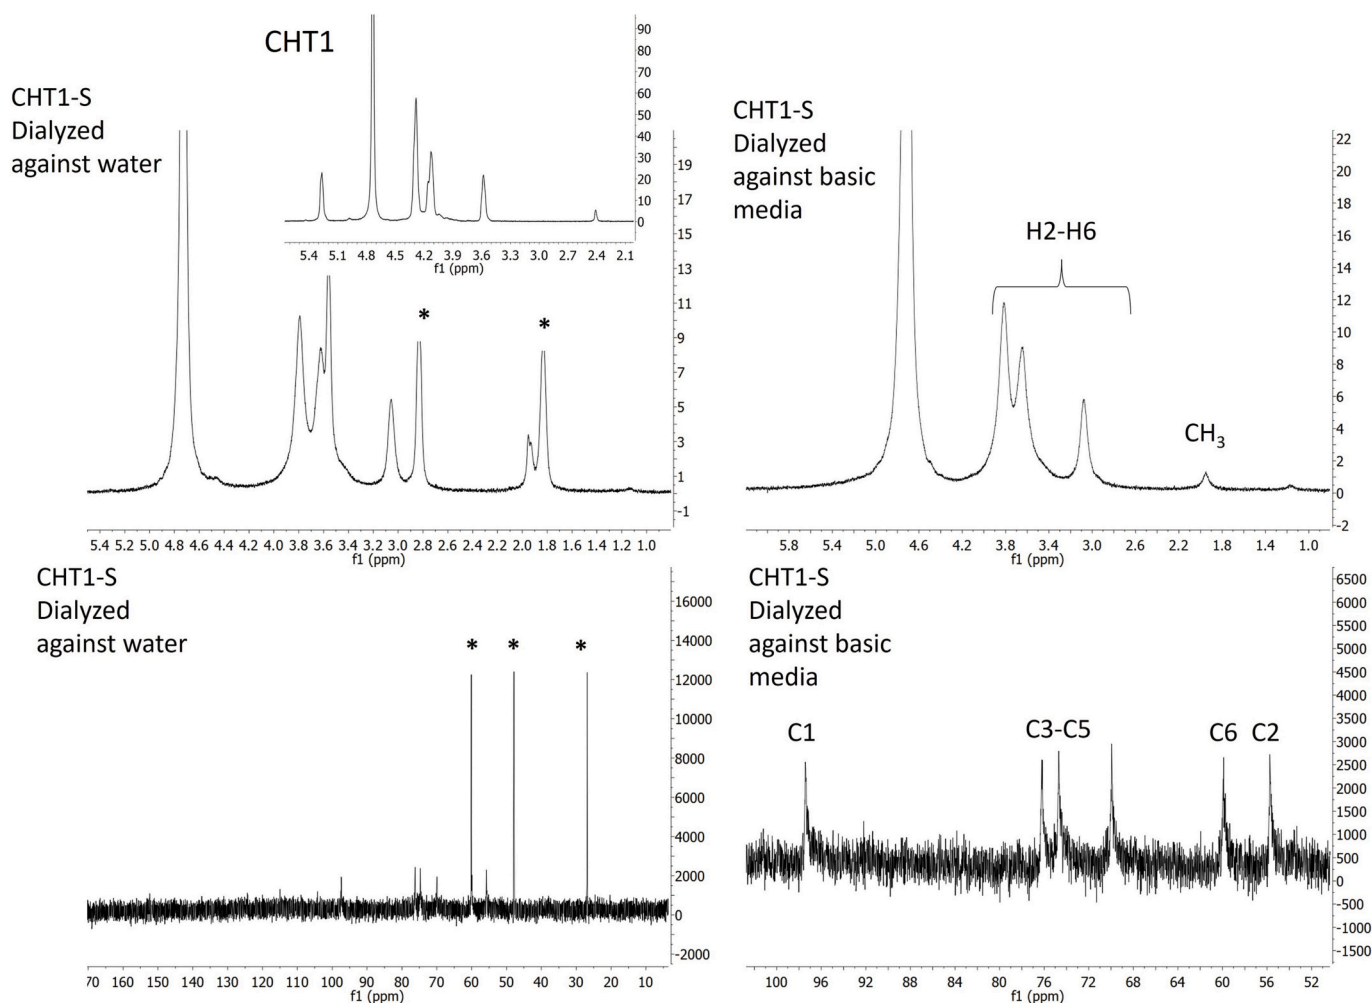 CHT1
CHT1-S
Dialyzed
against water
90
80
70
60
50
40
30
20
10
0
5.4 5.1 4.8 4.5 4.2 3.9 3.6 3.3 3.0 2.7 2.4 2.1
f1 (ppm)
19
17
15
13
11
9
7
5
3
1
-1
* *
5.4 5.2 5.0 4.8 4.6 4.4 4.2 4.0 3.8 3.6 3.4 3.2 3.0 2.8 2.6 2.4 2.2 2.0 1.8 1.6 1.4 1.2 1.0
f1 (ppm)
CHT1-S
Dialyzed
against basic
media
H2-H6
CH3
22
20
18
16
14
12
10
8
6
4
2
0
-2
5.8 5.4 5.0 4.6 4.2 3.8 3.4 3.0 2.6 2.2 1.8 1.4 1.0
f1 (ppm)
CHT1-S
Dialyzed
against water
* * *
16000
14000
12000
10000
8000
6000
4000
2000
0
-2000
70 160 150 140 130 120 110 100 90 80 70 60 50 40 30 20 10
f1 (ppm)
CHT1-S
Dialyzed
against basic
media
C1 C3-C5 C6 C2
6500
6000
5500
5000
4500
4000
3500
3000
2500
2000
1500
1000
500
0
-500
-1000
-1500
104 100 96 92 88 84 80 76 72 68 64 60 56 52
f1 (ppm)